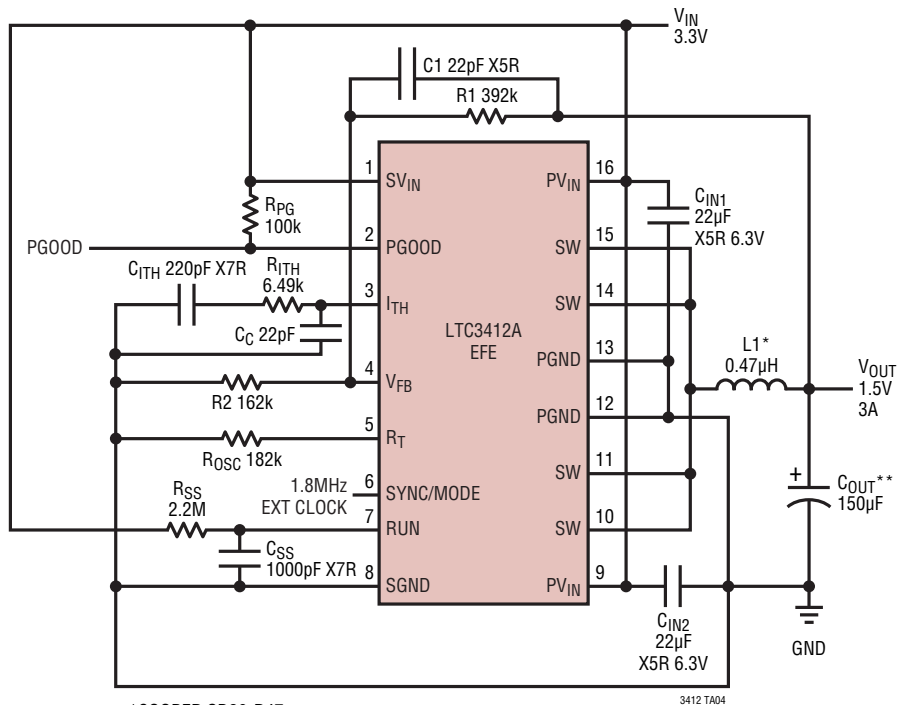 V_IN
3.3V
C1 22pF X5R
R1 392k
1
SV_IN
PV_IN
16
R_PG
100k
C_IN1
22µF
X5R 6.3V
PGOOD
2
PGOOD
SW
15
C_ITH 220pF X7R
R_ITH
6.49k
3
I_TH
SW
14
C_C 22pF
LTC3412A
EFE
PGND
13
L1*
0.47µH
V_OUT
1.5V
3A
4
V_FB
R2 162k
PGND
12
5
R_T
R_OSC 182k
SW
11
C_OUT**
150µF
1.8MHz
EXT CLOCK
6
SYNC/MODE
R_SS
2.2M
7
RUN
SW
10
C_SS
1000pF X7R
8
SGND
PV_IN
9
C_IN2
22µF
X5R 6.3V
GND
3412 TA04